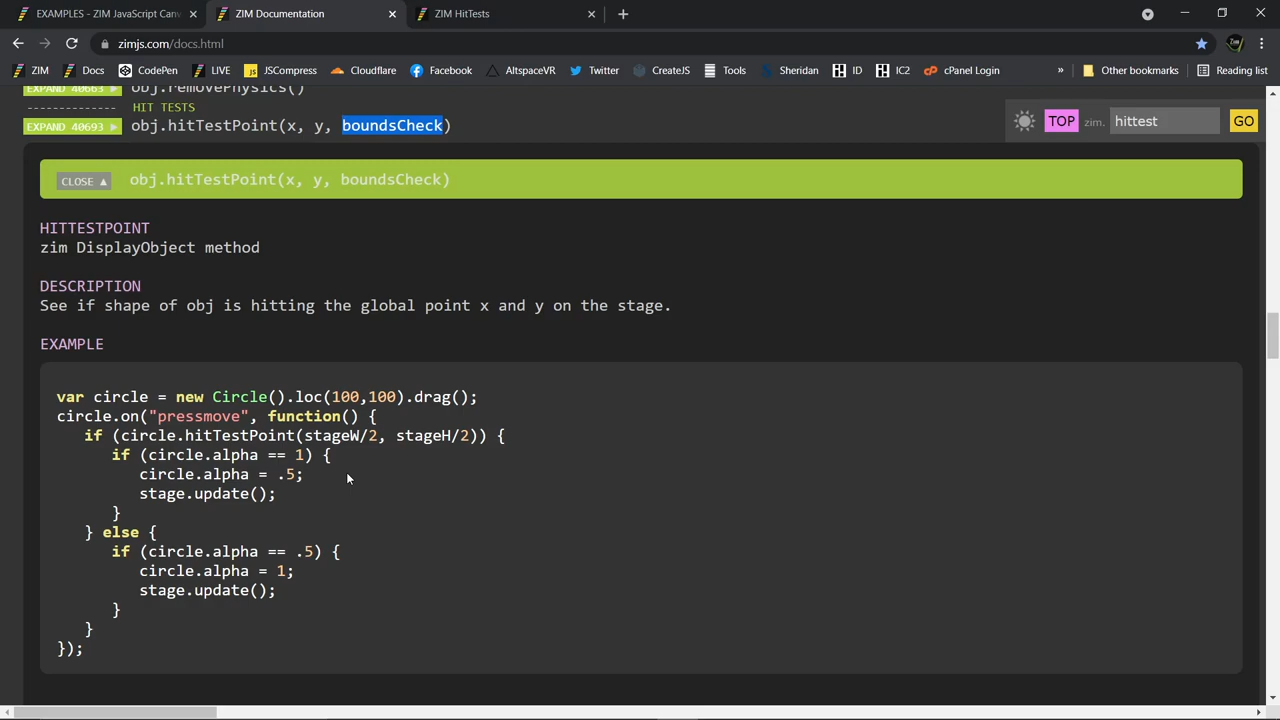 EXAMPLES - ZIM JavaScript Canv
ZIM Documentation
ZIM HitTests
zimjs.com/docs.html
ZIM
Docs
CodePen
LIVE
JSCompress
Cloudflare
Facebook
AltspaceVR
Twitter
CreateJS
Tools
Sheridan
ID
IC2
cPanel Login
»
Other bookmarks
Reading list
EXPAND 40663 ▶ obj.removePhysics()
-------------- HIT TESTS
EXPAND 40693 ▶ obj.hitTestPoint(x, y, boundsCheck)
TOP zim. hittest GO
CLOSE ▲ obj.hitTestPoint(x, y, boundsCheck)
HITTESTPOINT
zim DisplayObject method
DESCRIPTION
See if shape of obj is hitting the global point x and y on the stage.
EXAMPLE
var circle = new Circle().loc(100,100).drag();
circle.on("pressmove", function() {
if (circle.hitTestPoint(stageW/2, stageH/2)) {
if (circle.alpha == 1) {
circle.alpha = .5;
stage.update();
}
} else {
if (circle.alpha == .5) {
circle.alpha = 1;
stage.update();
}
}
});